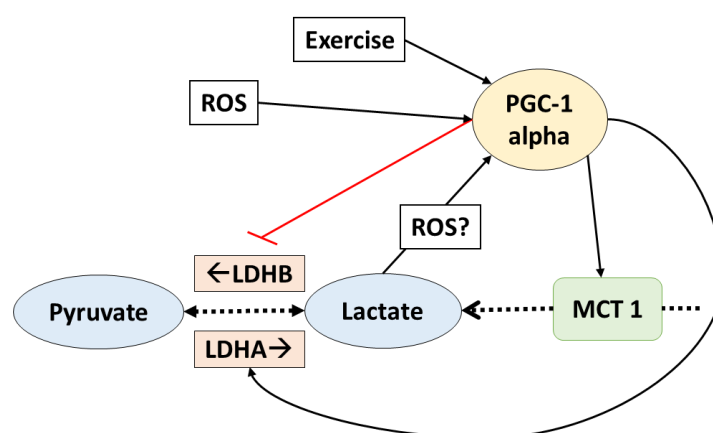 Exercise
ROS
PGC-1
alpha
ROS?
←LDHB
Pyruvate
Lactate
MCT 1
LDHA→